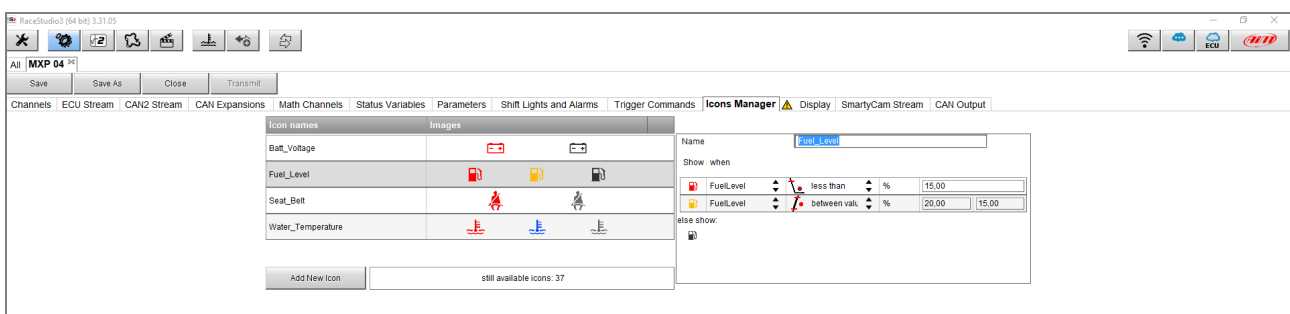 RaceStudio3 (64 bit) 3.31.05
ECU AiM
All MXP 04
Save Save As Close Transmit
Channels ECU Stream CAN2 Stream CAN Expansions Math Channels Status Variables Parameters Shift Lights and Alarms Trigger Commands Icons Manager Display SmartyCam Stream CAN Output
Icon names Images
Batt_Voltage
Fuel_Level
Seat_Belt
Water_Temperature
Add New Icon still available icons: 37
Name Fuel_Level
Show when
FuelLevel less than % 15,00
FuelLevel between valu % 20,00 15,00
else show: